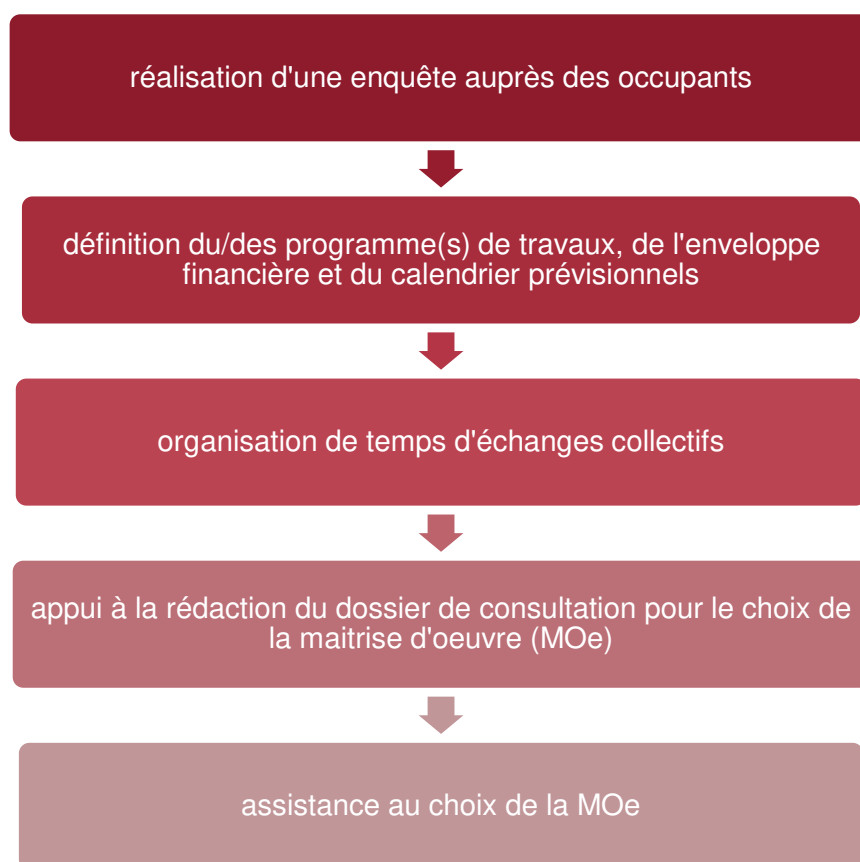 réalisation d'une enquête auprès des occupants
définition du/des programme(s) de travaux, de l'enveloppe
financière et du calendrier prévisionnels
organisation de temps d'échanges collectifs
appui à la rédaction du dossier de consultation pour le choix de
la maitrise d'oeuvre (MOe)
assistance au choix de la MOe